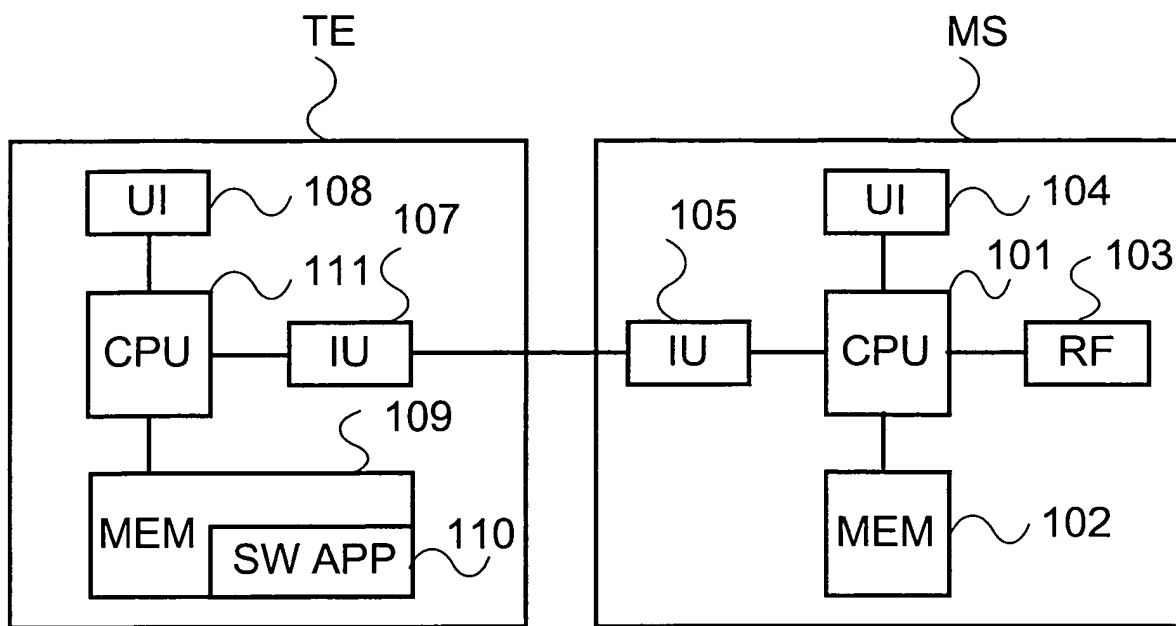 TE
MS
UI
108
107
111
CPU
IU
109
MEM
SW APP
110
105
UI
104
101
103
IU
CPU
RF
MEM
102